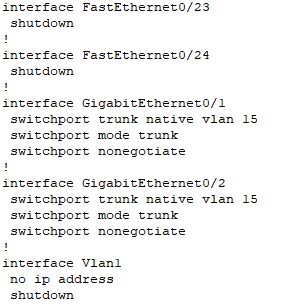 interface FastEthernet0/23
 shutdown
!
interface FastEthernet0/24
 shutdown
!
interface GigabitEthernet0/1
 switchport trunk native vlan 15
 switchport mode trunk
 switchport nonegotiate
!
interface GigabitEthernet0/2
 switchport trunk native vlan 15
 switchport mode trunk
 switchport nonegotiate
!
interface Vlan1
 no ip address
 shutdown